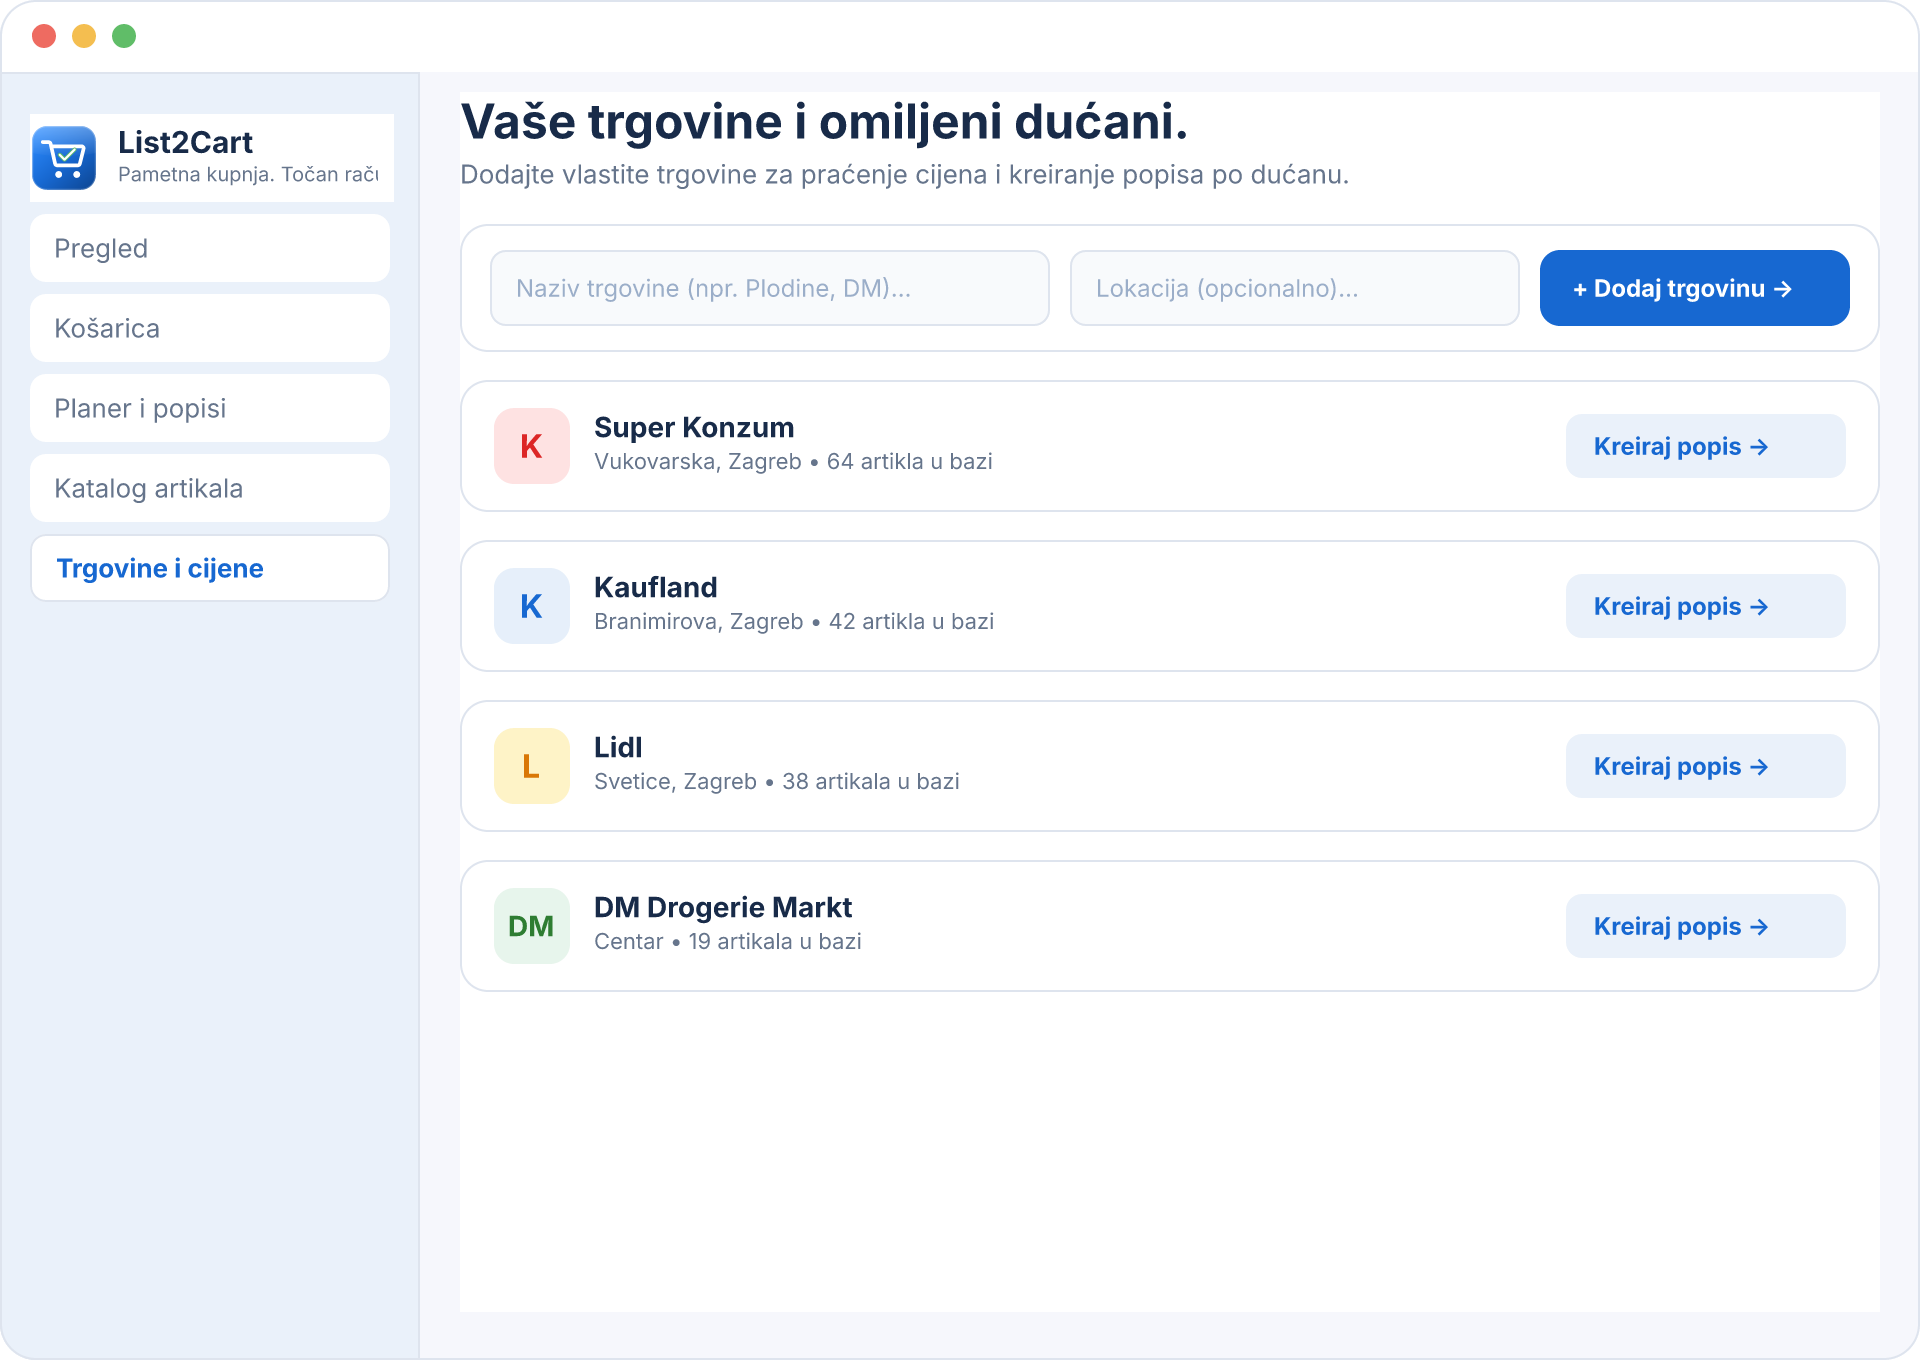 List2Cart
Pametna kupnja. Točan
Pregled
Košarica
Planer i popisi
Katalog artikala
Trgovine i cijene
Vaše trgovine i omiljeni dućani.
Dodajte vlastite trgovine za praćenje cijena i kreiranje popisa po dućanu.
Naziv trgovine (npr. Plodine, DM)...
Lokacija (opcionalno)...
+ Dodaj trgovinu →
K
Super Konzum
Vukovarska, Zagreb • 64 artikla u bazi
Kreiraj popis →
K
Kaufland
Branimirova, Zagreb • 42 artikla u bazi
Kreiraj popis →
L
Lidl
Svetice, Zagreb • 38 artikala u bazi
Kreiraj popis →
DM
DM Drogerie Markt
Centar • 19 artikala u bazi
Kreiraj popis →